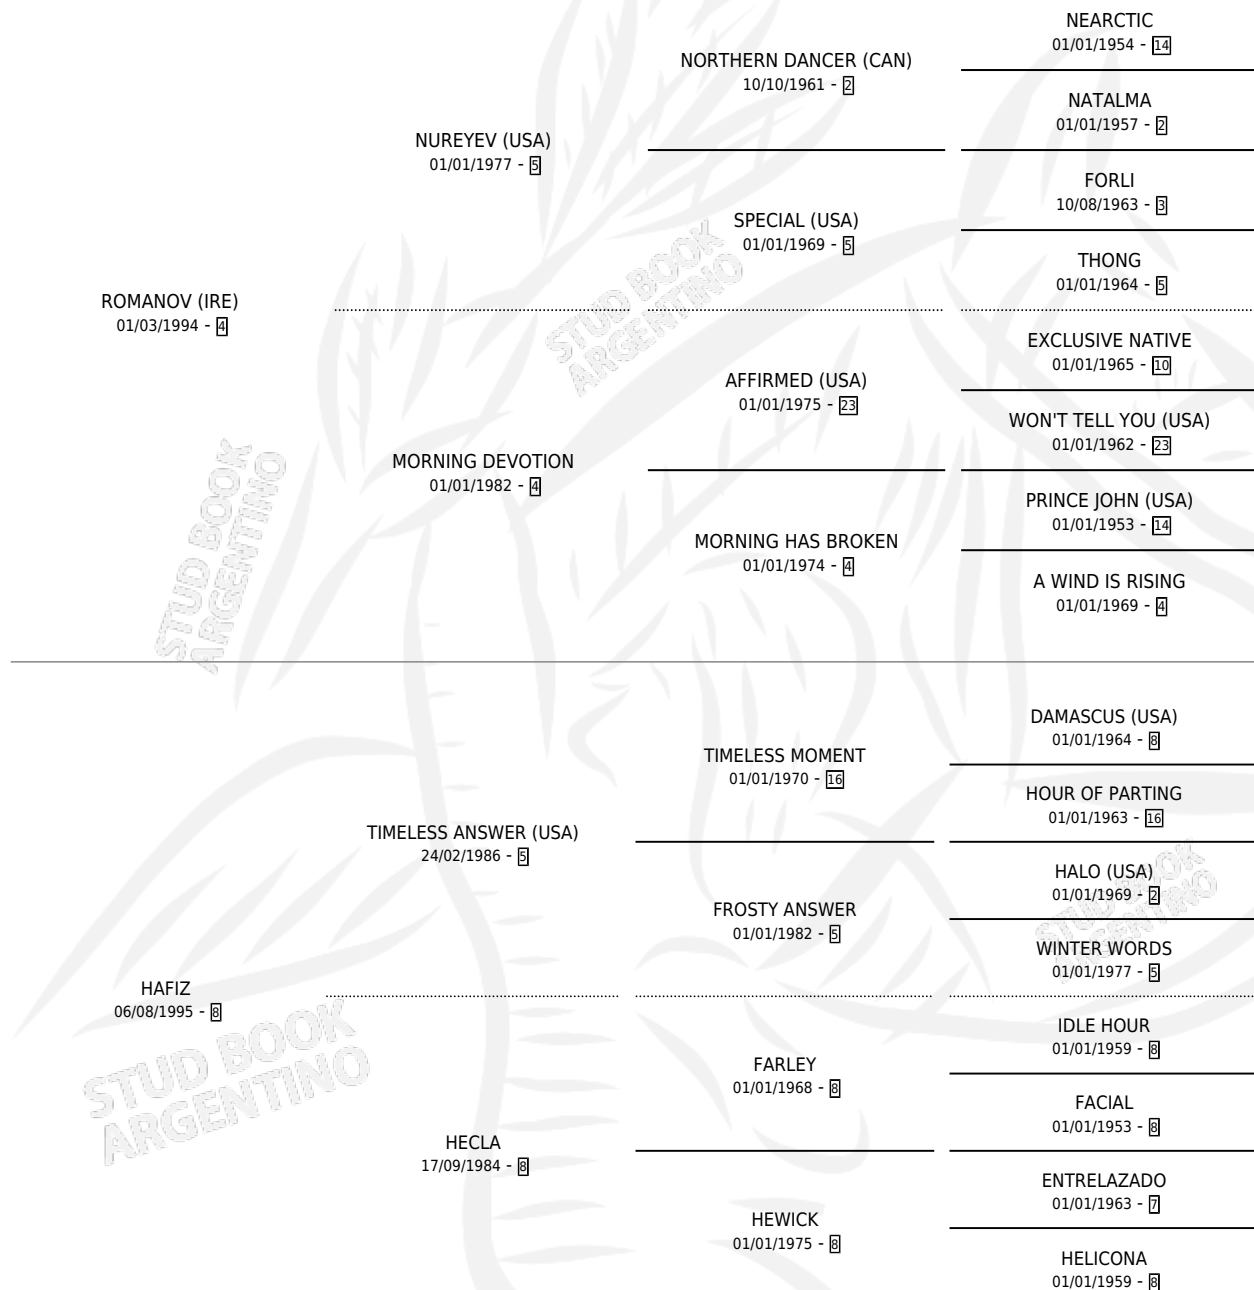 NEARCTIC
01/01/1954 - 14
NORTHERN DANCER (CAN)
10/10/1961 - 2
NATALMA
01/01/1957 - 2
NUREYEV (USA)
01/01/1977 - 5
FORLI
10/08/1963 - 3
SPECIAL (USA)
01/01/1969 - 5
THONG
01/01/1964 - 5
ROMANOV (IRE)
01/03/1994 - 4
EXCLUSIVE NATIVE
01/01/1965 - 10
AFFIRMED (USA)
01/01/1975 - 23
WON'T TELL YOU (USA)
01/01/1962 - 23
MORNING DEVOTION
01/01/1982 - 4
PRINCE JOHN (USA)
01/01/1953 - 14
MORNING HAS BROKEN
01/01/1974 - 4
A WIND IS RISING
01/01/1969 - 4
DAMASCUS (USA)
01/01/1964 - 8
TIMELESS MOMENT
01/01/1970 - 16
HOUR OF PARTING
01/01/1963 - 16
TIMELESS ANSWER (USA)
24/02/1986 - 5
HALO (USA)
01/01/1969 - 2
FROSTY ANSWER
01/01/1982 - 5
WINTER WORDS
01/01/1977 - 5
HAFIZ
06/08/1995 - 8
IDLE HOUR
01/01/1959 - 8
FARLEY
01/01/1968 - 8
FACIAL
01/01/1953 - 8
HECLA
17/09/1984 - 8
ENTRELAZADO
01/01/1963 - 7
HEWICK
01/01/1975 - 8
HELICONA
01/01/1959 - 8
STUD BOOK
ARGENTINO
STUD BOOK
ARGENTINO
STUD BOOK
ARGENTINO
STUD BOOK
ARGENTINO